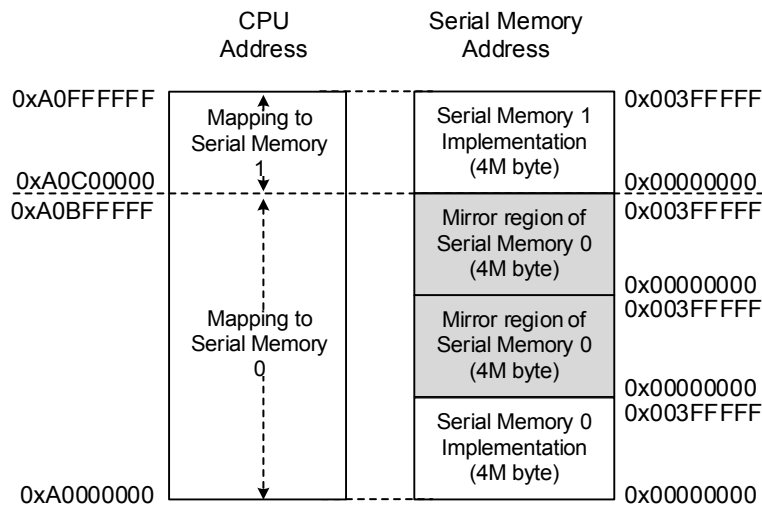 CPU
Address
Serial Memory
Address
0xA0FFFFFF
Mapping to
Serial Memory
1
Serial Memory 1
Implementation
(4M byte)
0x003FFFFF
0xA0C00000
0x00000000
0xA0BFFFFF
Mirror region of
Serial Memory 0
(4M byte)
0x003FFFFF
0x00000000
Mapping to
Serial Memory
0
Mirror region of
Serial Memory 0
(4M byte)
0x003FFFFF
0x00000000
Serial Memory 0
Implementation
(4M byte)
0x003FFFFF
0xA0000000
0x00000000